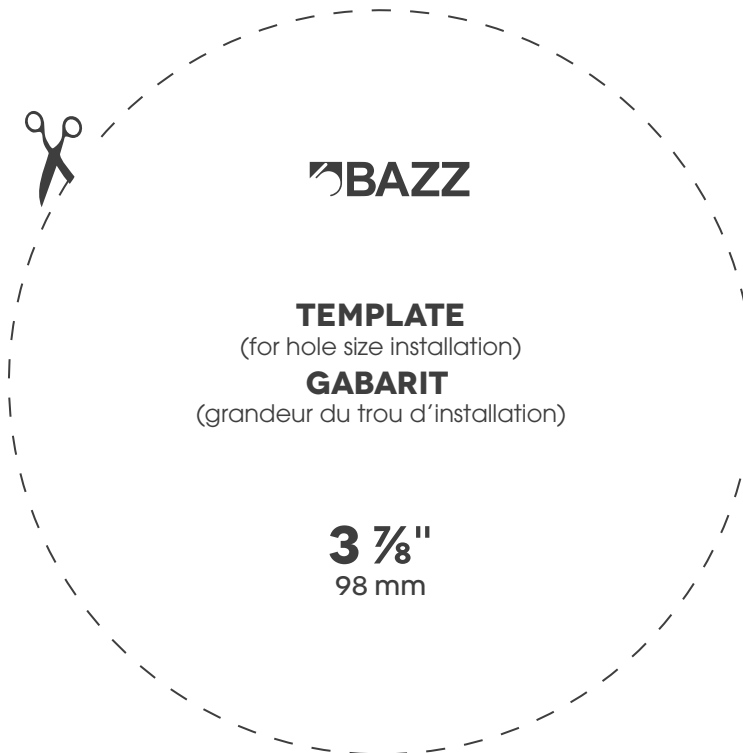 BAZZ
TEMPLATE
(for hole size installation)
GABARIT
(grandeur du trou d’installation)
3 ⅞"
98 mm